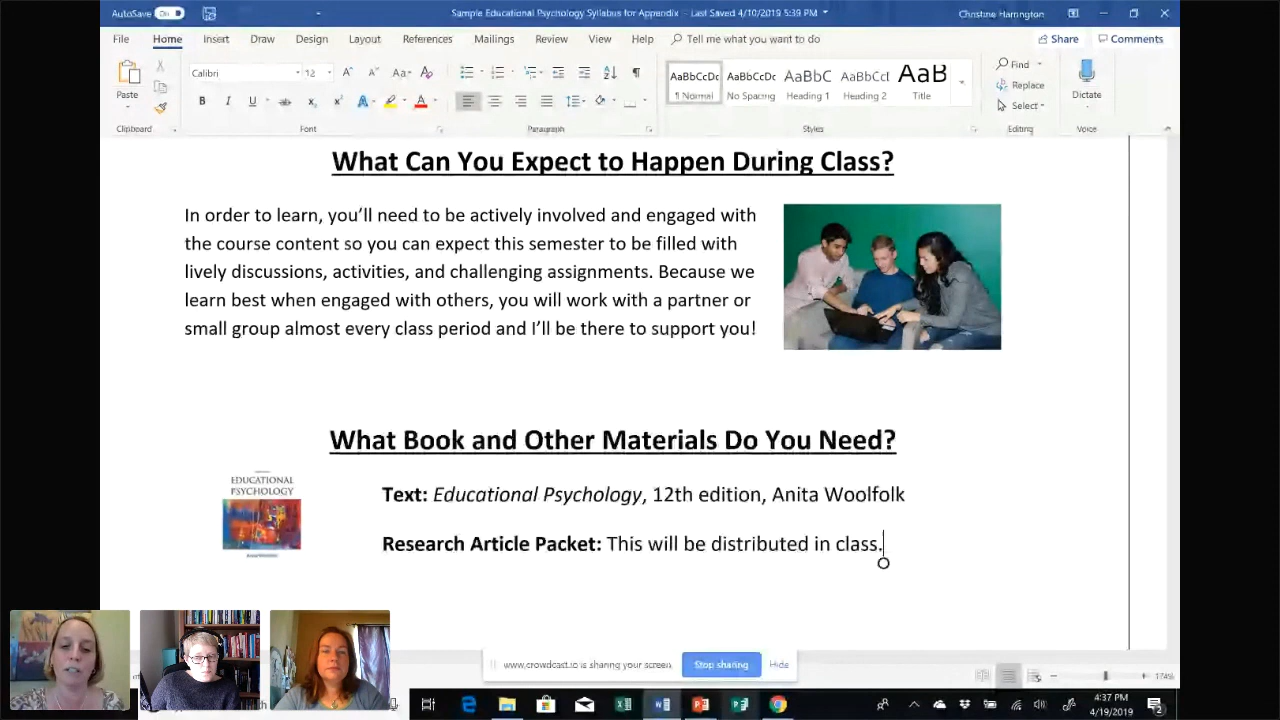 AutoSave On
Sample Educational Psychology Syllabus for Appendix – Last Saved 4/10/2019 5:39 PM
Christine Harrington
File Home Insert Draw Design Layout References Mailings Review View Help Tell me what you want to do
Share Comments
Paste
Calibri 12
AaBbCcDc AaBbCcDc AaBbC AaBbCcI AaB
¶ Normal No Spacing Heading 1 Heading 2 Title
Find
Replace
Select
Dictate
Clipboard Font Paragraph Styles Editing Voice
What Can You Expect to Happen During Class?
In order to learn, you'll need to be actively involved and engaged with
the course content so you can expect this semester to be filled with
lively discussions, activities, and challenging assignments. Because we
learn best when engaged with others, you will work with a partner or
small group almost every class period and I'll be there to support you!
What Book and Other Materials Do You Need?
EDUCATIONAL
PSYCHOLOGY
Text: Educational Psychology, 12th edition, Anita Woolfolk
Research Article Packet: This will be distributed in class.
www.crowdcast.io is sharing your screen.
Stop sharing
Hide
174%
4:37 PM
4/19/2019